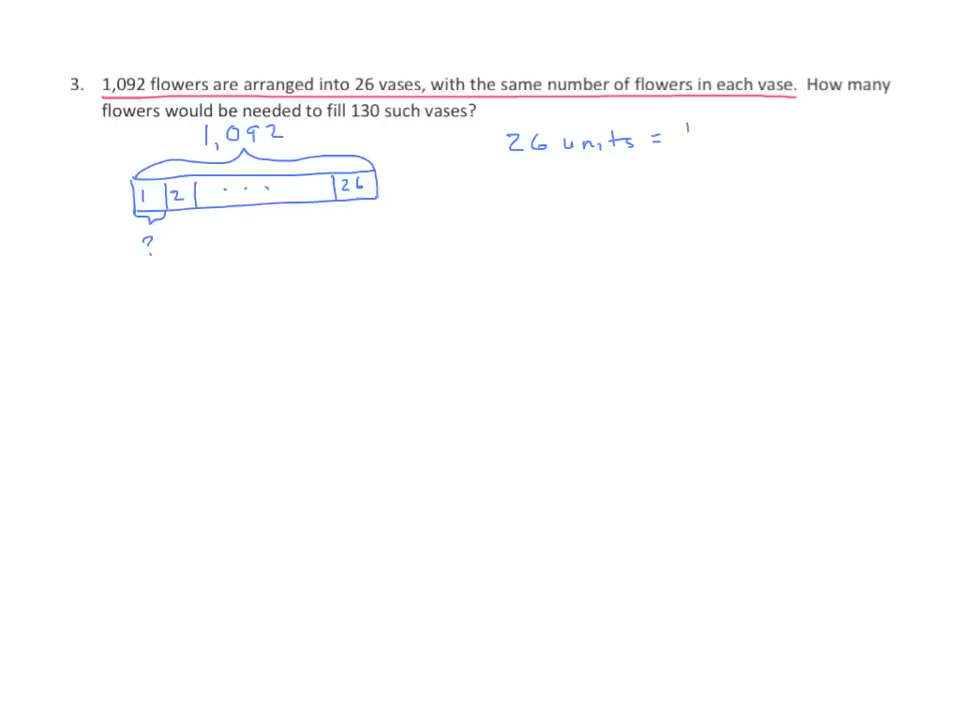 3. 1,092 flowers are arranged into 26 vases, with the same number of flowers in each vase. How many
flowers would be needed to fill 130 such vases?
1,092
26 units = 1
1 2 ... 26
?